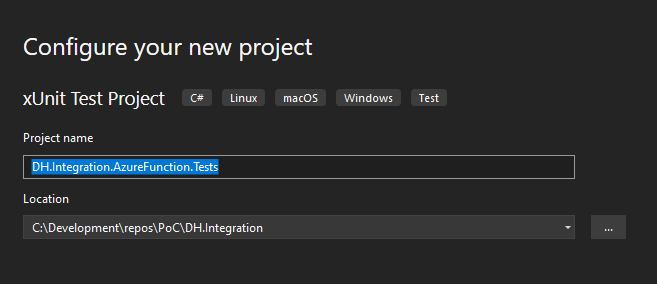 Configure your new project
xUnit Test Project C# Linux macOS Windows Test
Project name
DH.Integration.AzureFunction.Tests
Location
C:\Development\repos\PoC\DH.Integration ...